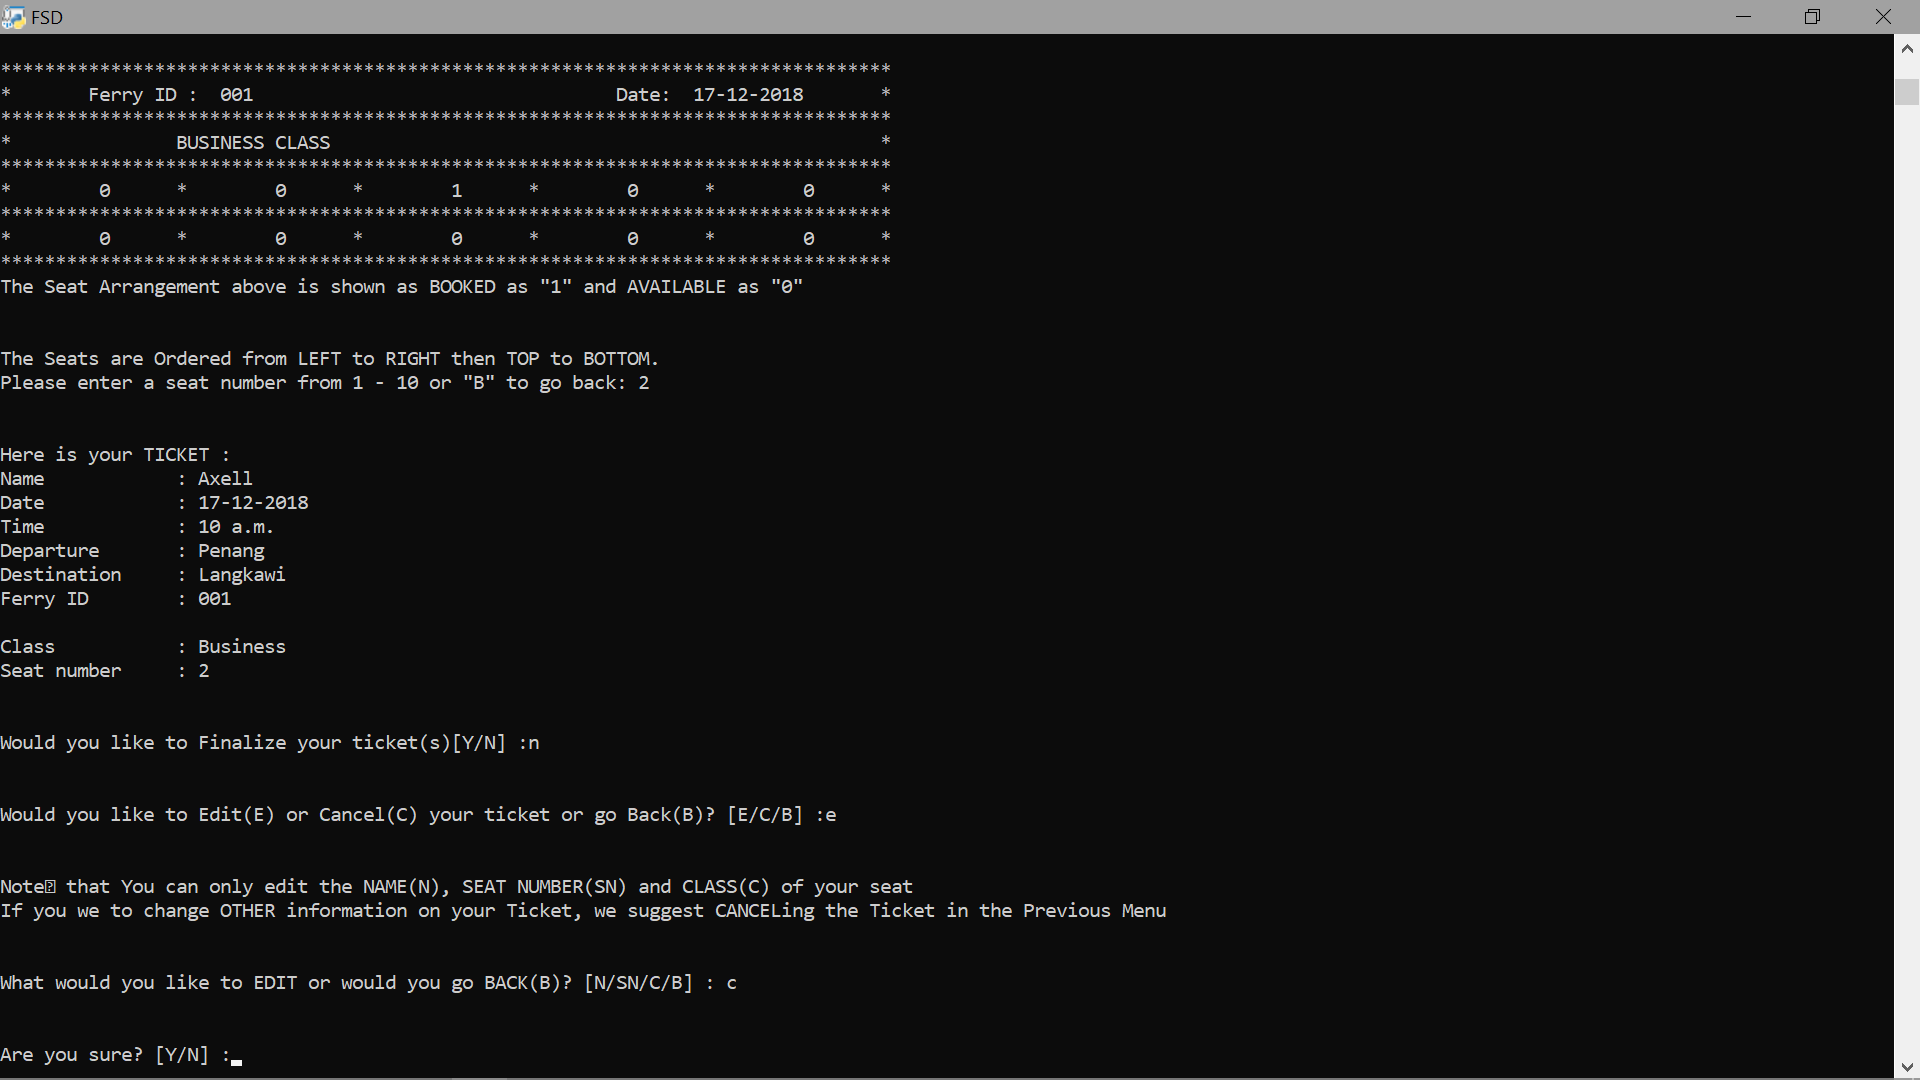 FSD
*********************************************************************************
*       Ferry ID :  001                                 Date:  17-12-2018       *
*********************************************************************************
*               BUSINESS CLASS                                                  *
*********************************************************************************
*        0      *        0      *        1      *        0      *        0      *
*********************************************************************************
*        0      *        0      *        0      *        0      *        0      *
*********************************************************************************
The Seat Arrangement above is shown as BOOKED as "1" and AVAILABLE as "0"
The Seats are Ordered from LEFT to RIGHT then TOP to BOTTOM.
Please enter a seat number from 1 - 10 or "B" to go back: 2
Here is your TICKET :
Name            : Axell
Date            : 17-12-2018
Time            : 10 a.m.
Departure       : Penang
Destination     : Langkawi
Ferry ID        : 001
Class           : Business
Seat number     : 2
Would you like to Finalize your ticket(s)[Y/N] :n
Would you like to Edit(E) or Cancel(C) your ticket or go Back(B)? [E/C/B] :e
Note⍰ that You can only edit the NAME(N), SEAT NUMBER(SN) and CLASS(C) of your seat
If you we to change OTHER information on your Ticket, we suggest CANCELing the Ticket in the Previous Menu
What would you like to EDIT or would you go BACK(B)? [N/SN/C/B] : c
Are you sure? [Y/N] :